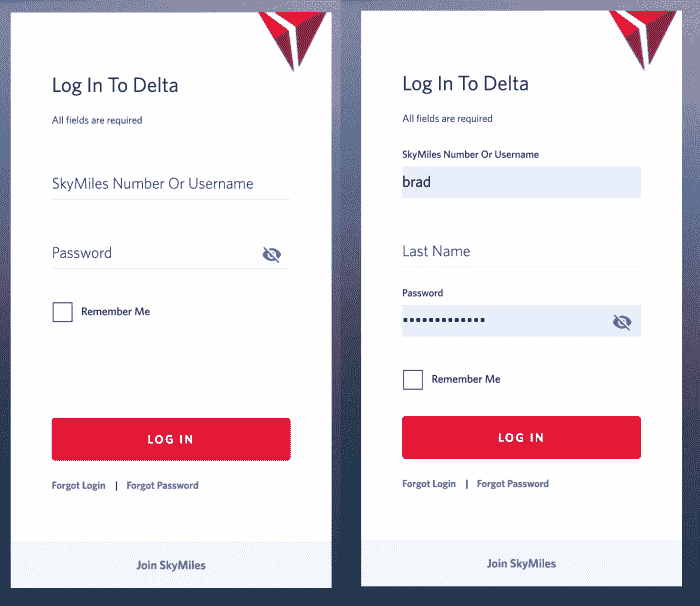 Log In To Delta
All fields are required
SkyMiles Number Or Username
Password
Remember Me
LOG IN
Forgot Login | Forgot Password
Join SkyMiles
Log In To Delta
All fields are required
SkyMiles Number Or Username
brad
Last Name
Password
•••••••••••••
Remember Me
LOG IN
Forgot Login | Forgot Password
Join SkyMiles